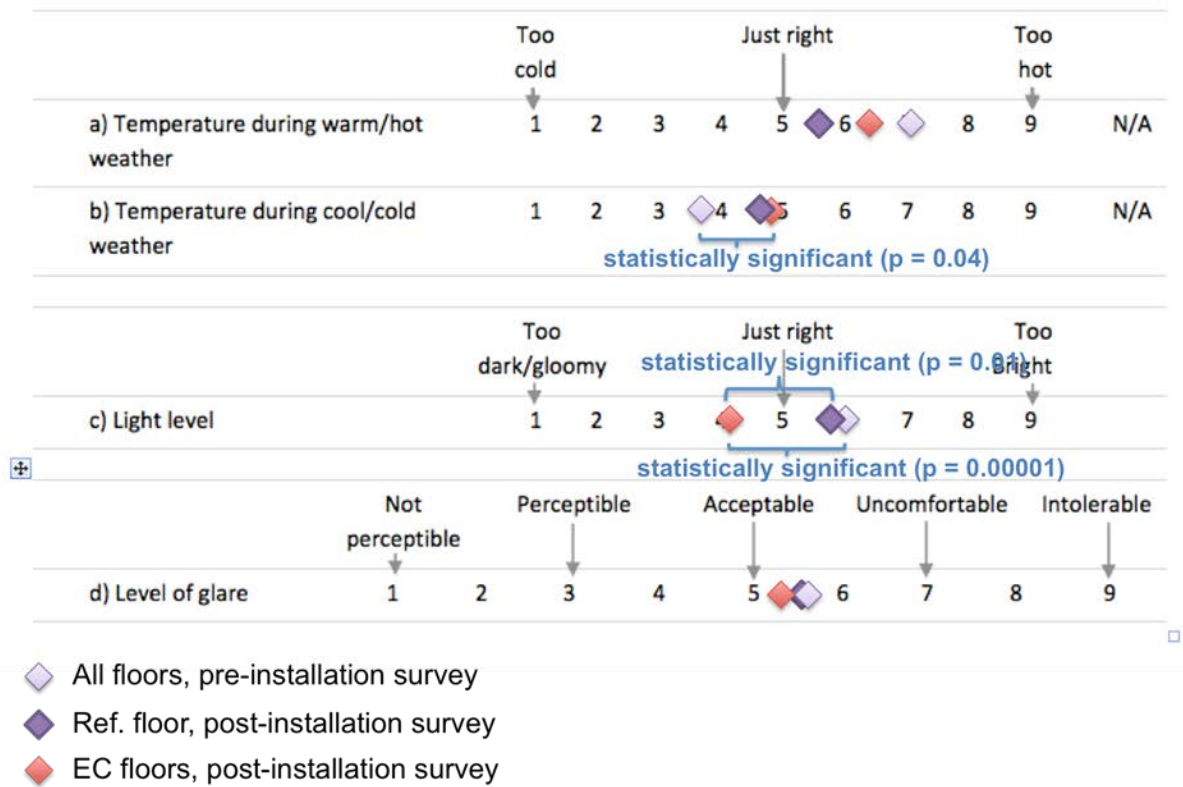 Too Just right Too
cold hot
a) Temperature during warm/hot 1 2 3 4 5 6 8 9 N/A
weather
b) Temperature during cool/cold 1 2 3 4 5 6 7 8 9 N/A
weather
statistically significant (p = 0.04)
Too Just right Too
dark/gloomy statistically significant (p = 0.01) Bright
c) Light level 1 2 3 4 5 7 8 9
statistically significant (p = 0.00001)
Not Perceptible Acceptable Uncomfortable Intolerable
perceptible
d) Level of glare 1 2 3 4 5 6 7 8 9
All floors, pre-installation survey
Ref. floor, post-installation survey
EC floors, post-installation survey